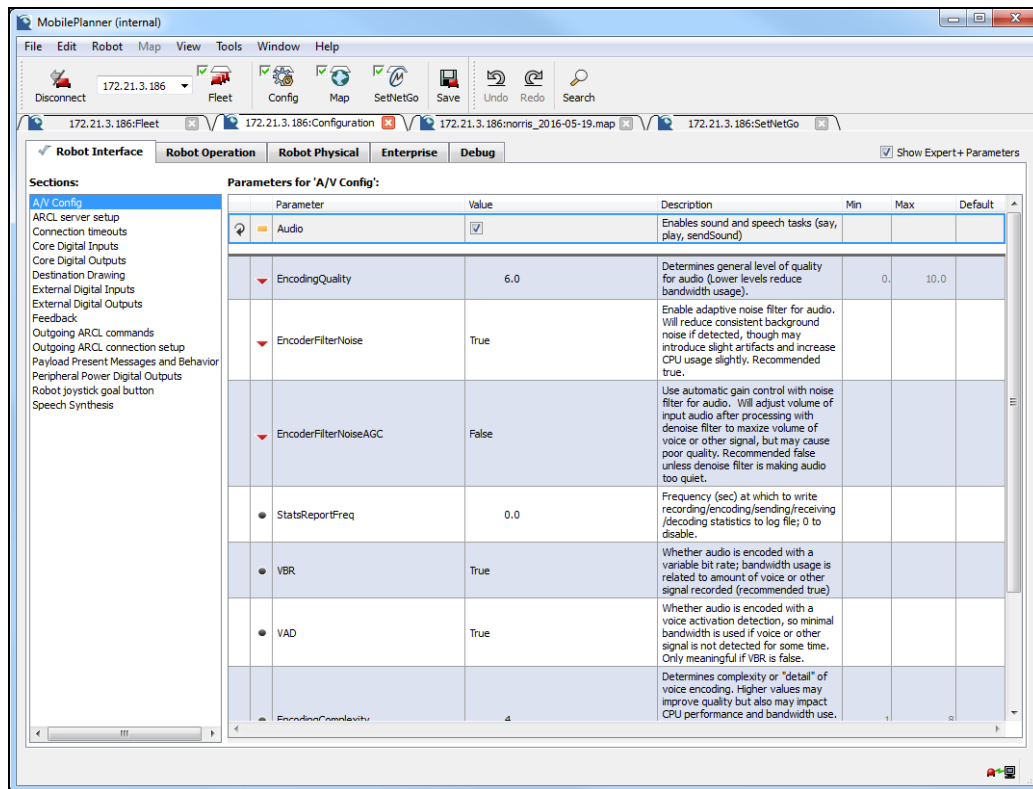 MobilePlanner (internal)
File Edit Robot Map View Tools Window Help
Disconnect 172.21.3.186 Fleet Config Map SetNetGo Save Undo Redo Search
172.21.3.186:Fleet 172.21.3.186:Configuration 172.21.3.186:norris_2016-05-19.map 172.21.3.186:SetNetGo
Robot Interface Robot Operation Robot Physical Enterprise Debug Show Expert+ Parameters
Sections:
A/V Config
ARCL server setup
Connection timeouts
Core Digital Inputs
Core Digital Outputs
Destination Drawing
External Digital Inputs
External Digital Outputs
Feedback
Outgoing ARCL commands
Outgoing ARCL connection setup
Payload Present Messages and Behavior
Peripheral Power Digital Outputs
Robot joystick goal button
Speech Synthesis
Parameters for 'A/V Config':
Parameter Value Description Min Max Default
Audio
Enables sound and speech tasks (say,
play, sendSound)
EncodingQuality 6.0
Determines general level of quality
for audio (Lower levels reduce
bandwidth usage).
0. 10.0
EncoderFilterNoise True
Enable adaptive noise filter for audio.
Will reduce consistent background
noise if detected, though may
introduce slight artifacts and increase
CPU usage slightly. Recommended
true.
EncoderFilterNoiseAGC False
Use automatic gain control with noise
filter for audio. Will adjust volume of
input audio after processing with
denoise filter to maxize volume of
voice or other signal, but may cause
poor quality. Recommended false
unless denoise filter is making audio
too quiet.
StatsReportFreq 0.0
Frequency (sec) at which to write
recording/encoding/sending/receiving
/decoding statistics to log file; 0 to
disable.
VBR True
Whether audio is encoded with a
variable bit rate; bandwidth usage is
related to amount of voice or other
signal recorded (recommended true)
VAD True
Whether audio is encoded with a
voice activation detection, so minimal
bandwidth is used if voice or other
signal is not detected for some time.
Only meaningful if VBR is false.
EncodingComplexity 4
Determines complexity or "detail" of
voice encoding. Higher values may
improve quality but also may impact
CPU performance and bandwidth use.
1 8